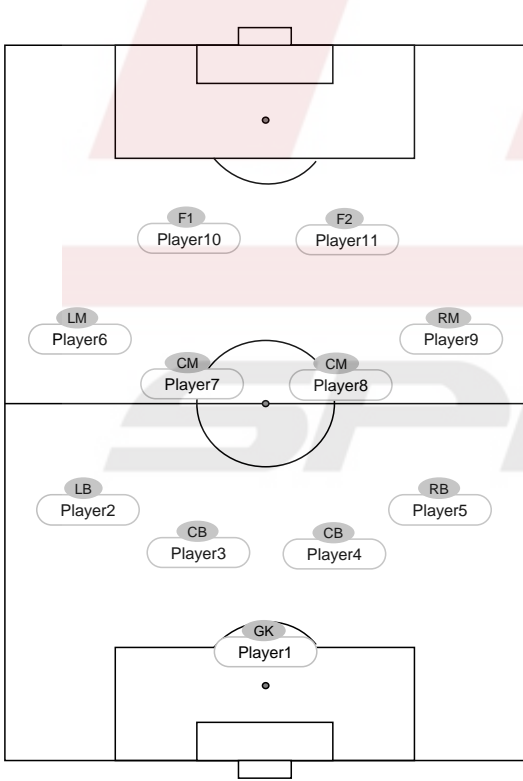 F1
Player10
F2
Player11
LM
Player6
RM
Player9
CM
Player7
CM
Player8
LB
Player2
RB
Player5
CB
Player3
CB
Player4
GK
Player1